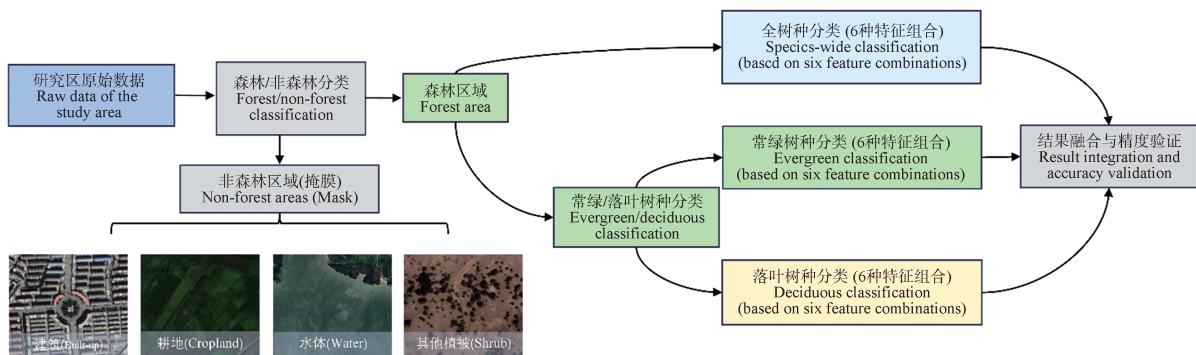 研究区原始数据
Raw data of the
study area
森林/非森林分类
Forest/non-forest
classification
森林区域
Forest area
非森林区域(掩膜)
Non-forest areas (Mask)
建筑(Built-up)
耕地(Cropland)
水体(Water)
其他植被(Shrub)
全树种分类 (6种特征组合)
Specics-wide classification
(bascd on six feature combinations)
常绿/落叶树种分类
Evergreen/deciduous
classification
常绿树种分类 (6种特征组合)
Evergreen classification
(based on six feature combinations)
落叶树种分类 (6种特征组合)
Deciduous classification
(based on six feature combinations)
结果融合与精度验证
Result integration and
accuracy validation